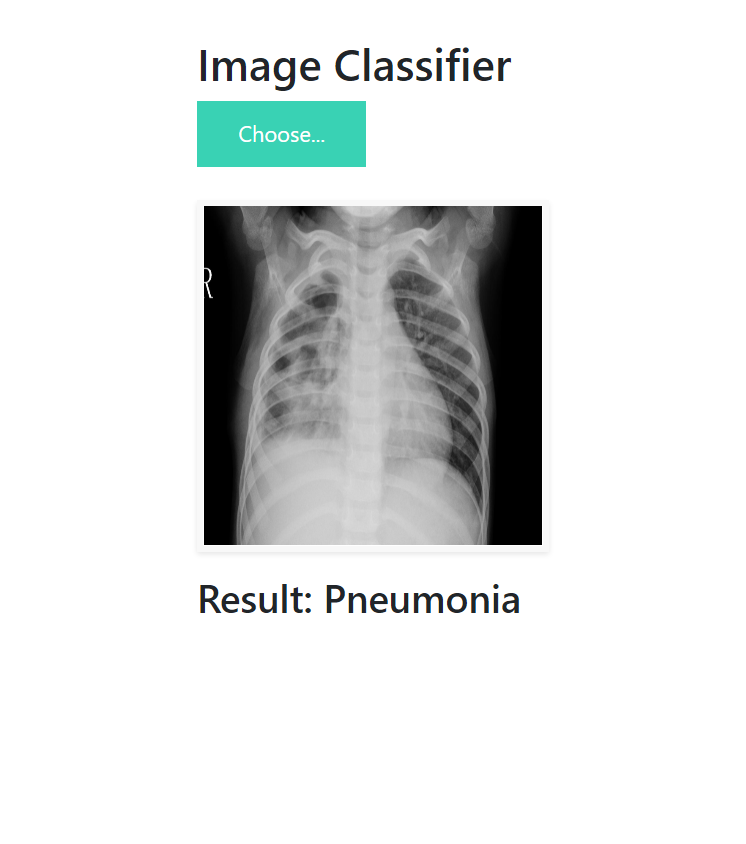 Image Classifier
Choose...
R
Result: Pneumonia